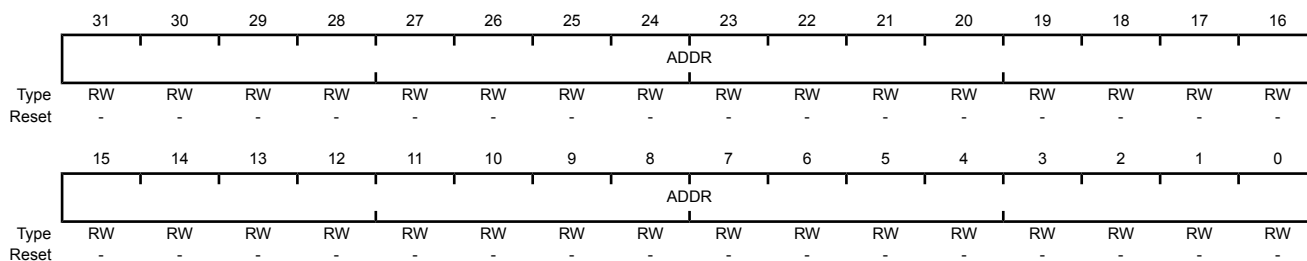 31 30 29 28 27 26 25 24 23 22 21 20 19 18 17 16
ADDR
Type RW RW RW RW RW RW RW RW RW RW RW RW RW RW RW RW
Reset - - - - - - - - - - - - - - - -
15 14 13 12 11 10 9 8 7 6 5 4 3 2 1 0
ADDR
Type RW RW RW RW RW RW RW RW RW RW RW RW RW RW RW RW
Reset - - - - - - - - - - - - - - - -